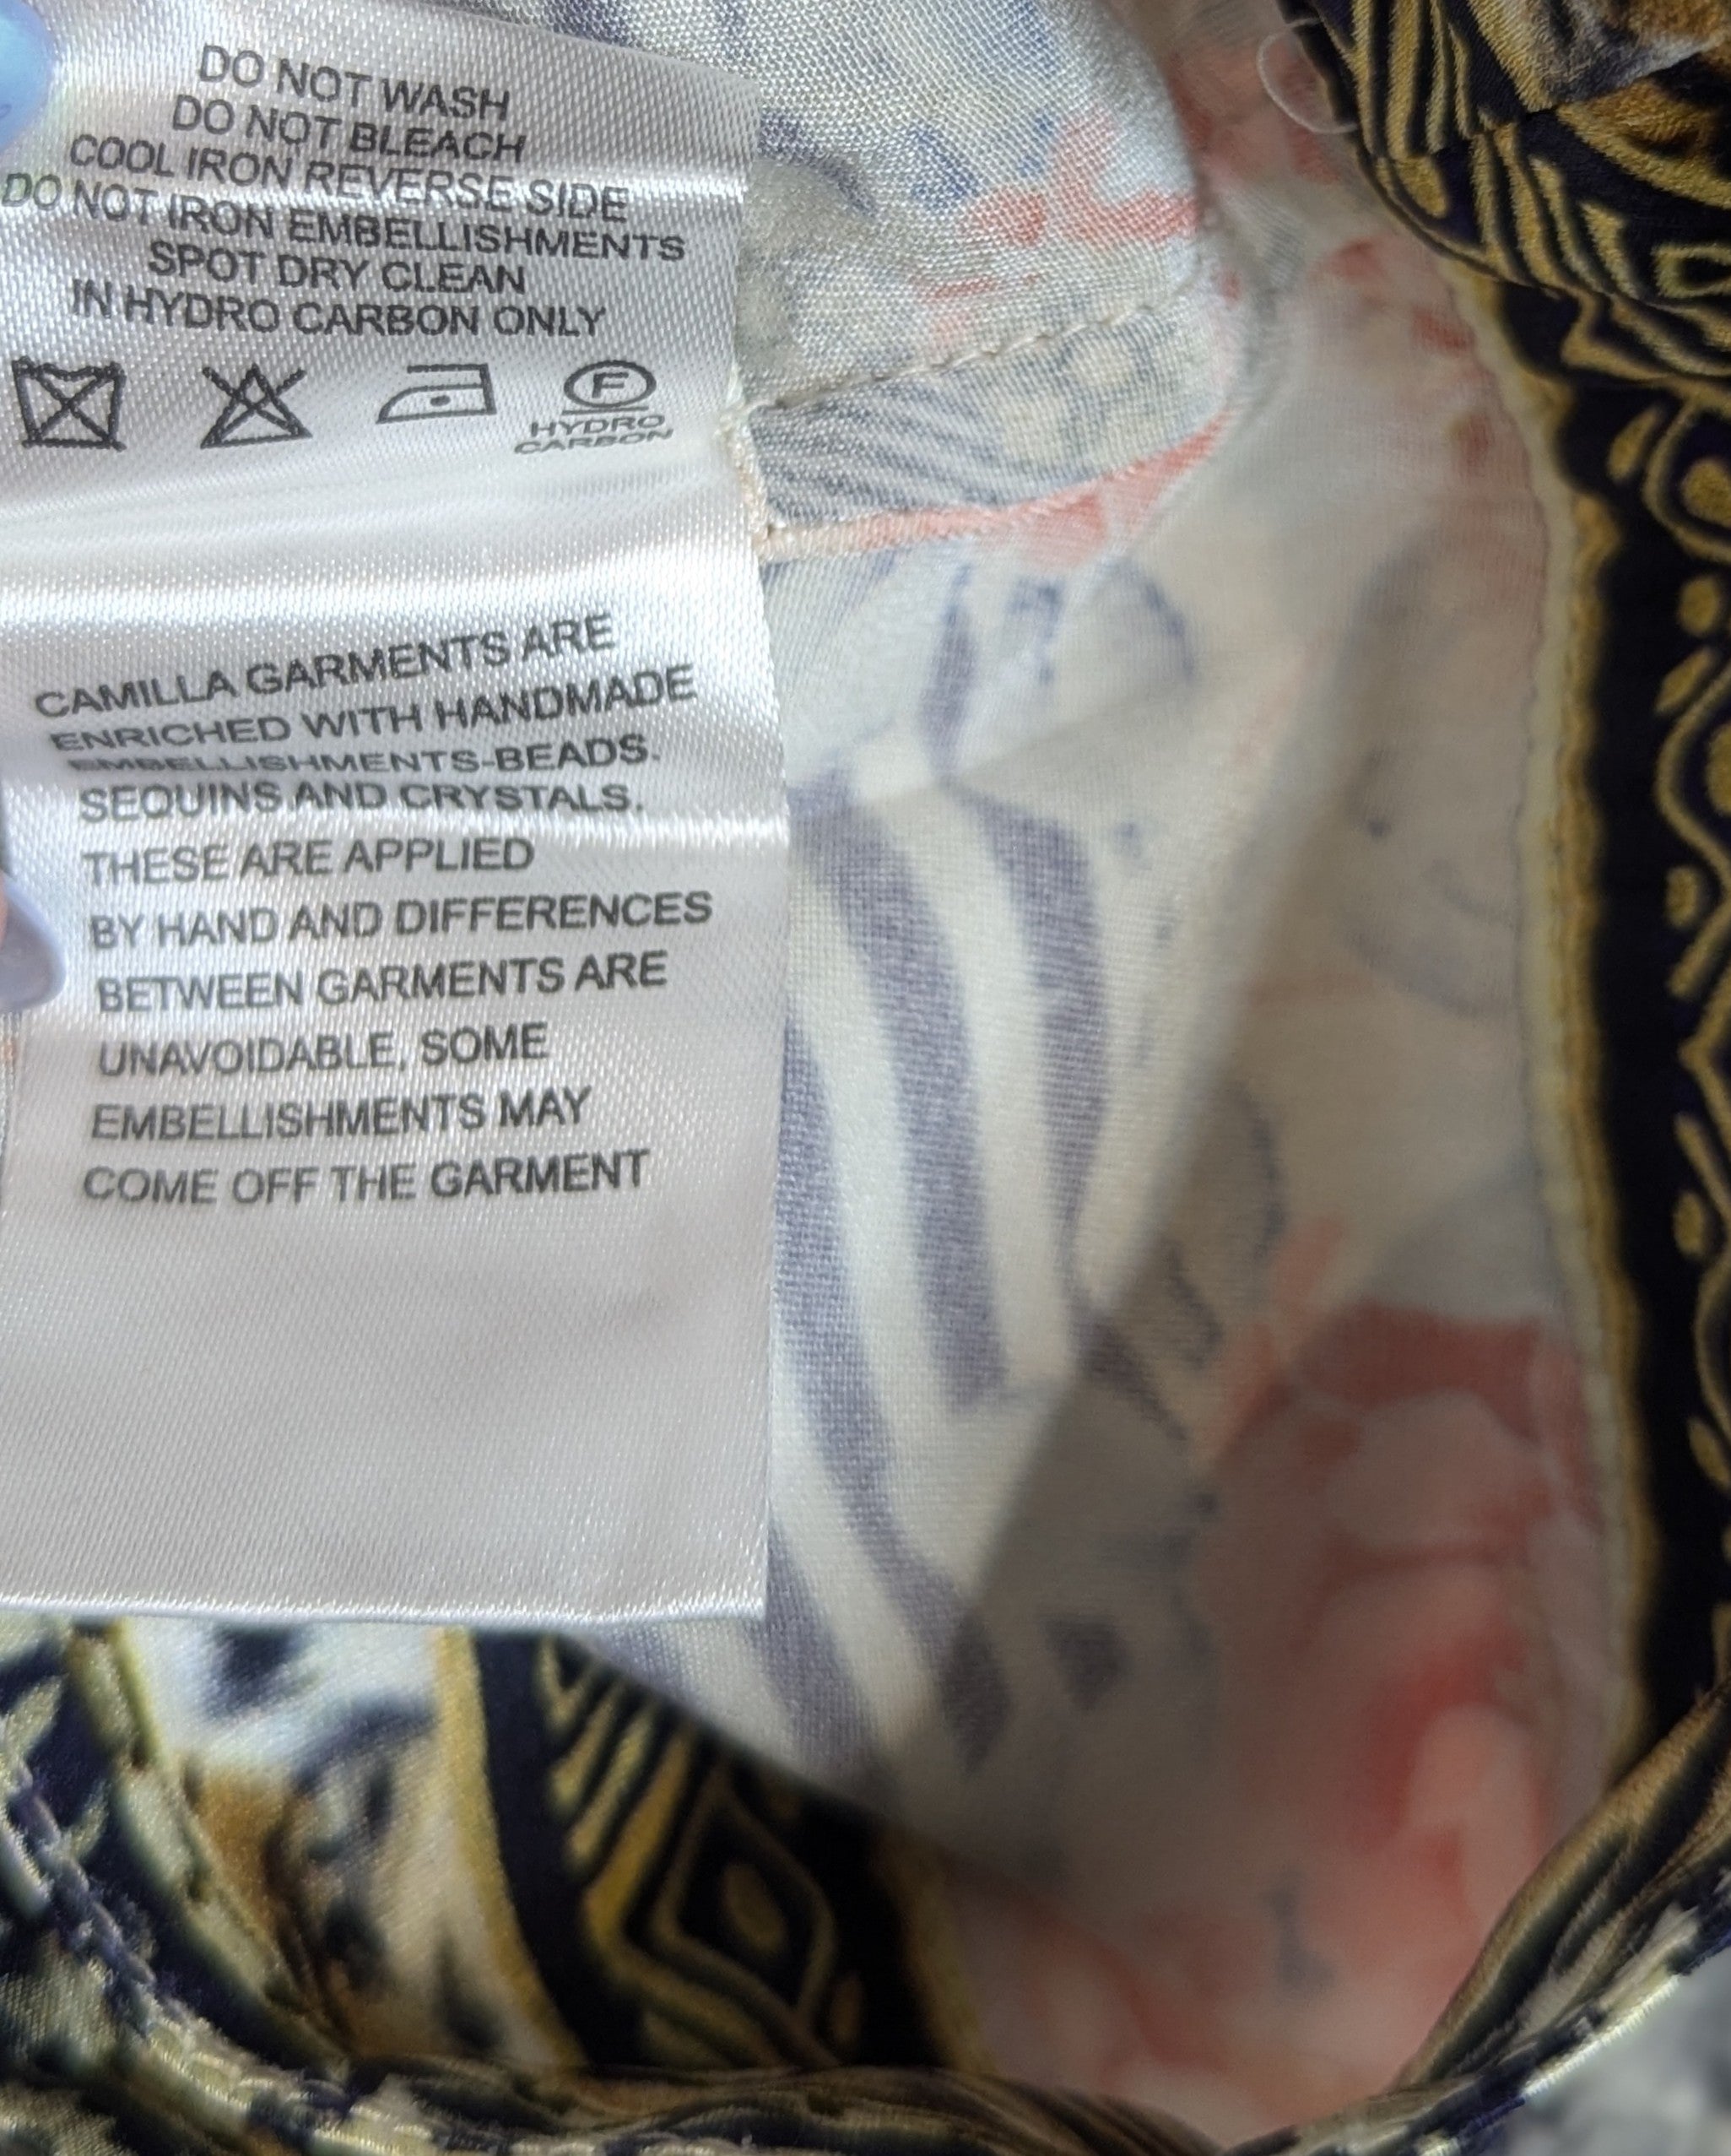 DO NOT WASH
DO NOT BLEACH
COOL IRON REVERSE SIDE
DO NOT IRON EMBELLISHMENTS
SPOT DRY CLEAN
IN HYDRO CARBON ONLY
F
HYDRO
CARBON
CAMILLA GARMENTS ARE
ENRICHED WITH HANDMADE
EMBELLISHMENTS-BEADS.
SEQUINS AND CRYSTALS.
THESE ARE APPLIED
BY HAND AND DIFFERENCES
BETWEEN GARMENTS ARE
UNAVOIDABLE, SOME
EMBELLISHMENTS MAY
COME OFF THE GARMENT